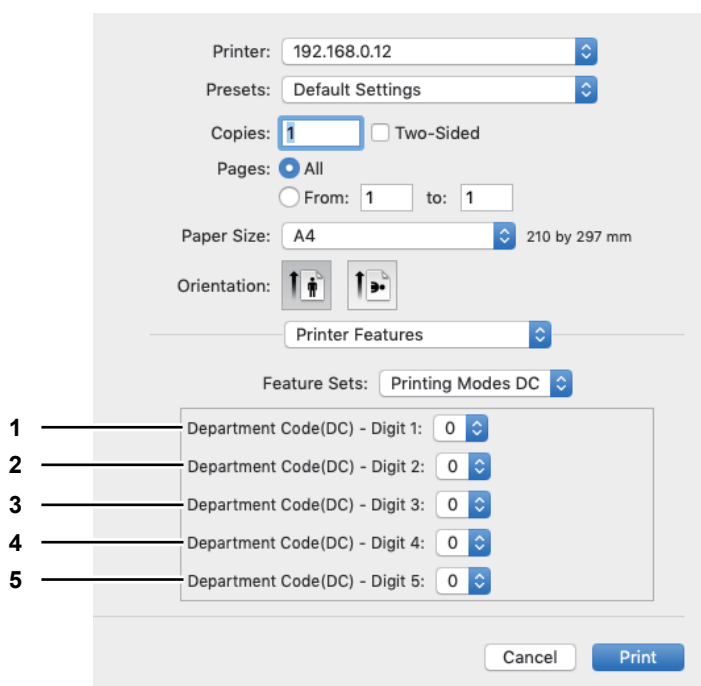 Printer: 192.168.0.12
Presets: Default Settings
Copies: 1 Two-Sided
Pages: All
From: 1 to: 1
Paper Size: A4 210 by 297 mm
Orientation:
Printer Features
Feature Sets: Printing Modes DC
1 Department Code(DC) - Digit 1: 0
2 Department Code(DC) - Digit 2: 0
3 Department Code(DC) - Digit 3: 0
4 Department Code(DC) - Digit 4: 0
5 Department Code(DC) - Digit 5: 0
Cancel Print